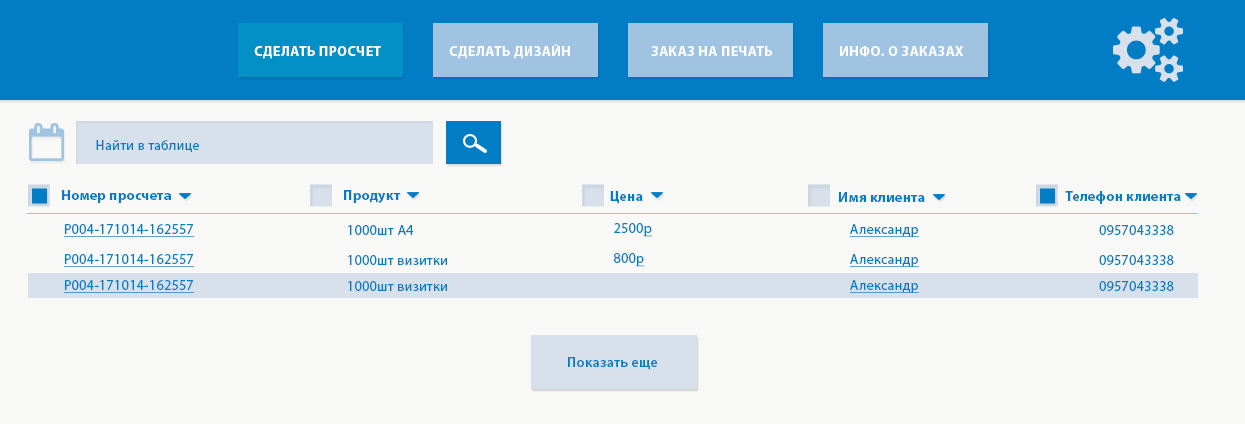 СДЕЛАТЬ ПРОСЧЕТ СДЕЛАТЬ ДИЗАЙН ЗАКАЗ НА ПЕЧАТЬ ИНФО. О ЗАКАЗАХ
Найти в таблице
Номер просчета Продукт Цена Имя клиента Телефон клиента
P004-171014-162557 1000шт А4 2500р Александр 0957043338
P004-171014-162557 1000шт визитки 800р Александр 0957043338
P004-171014-162557 1000шт визитки Александр 0957043338
Показать еще